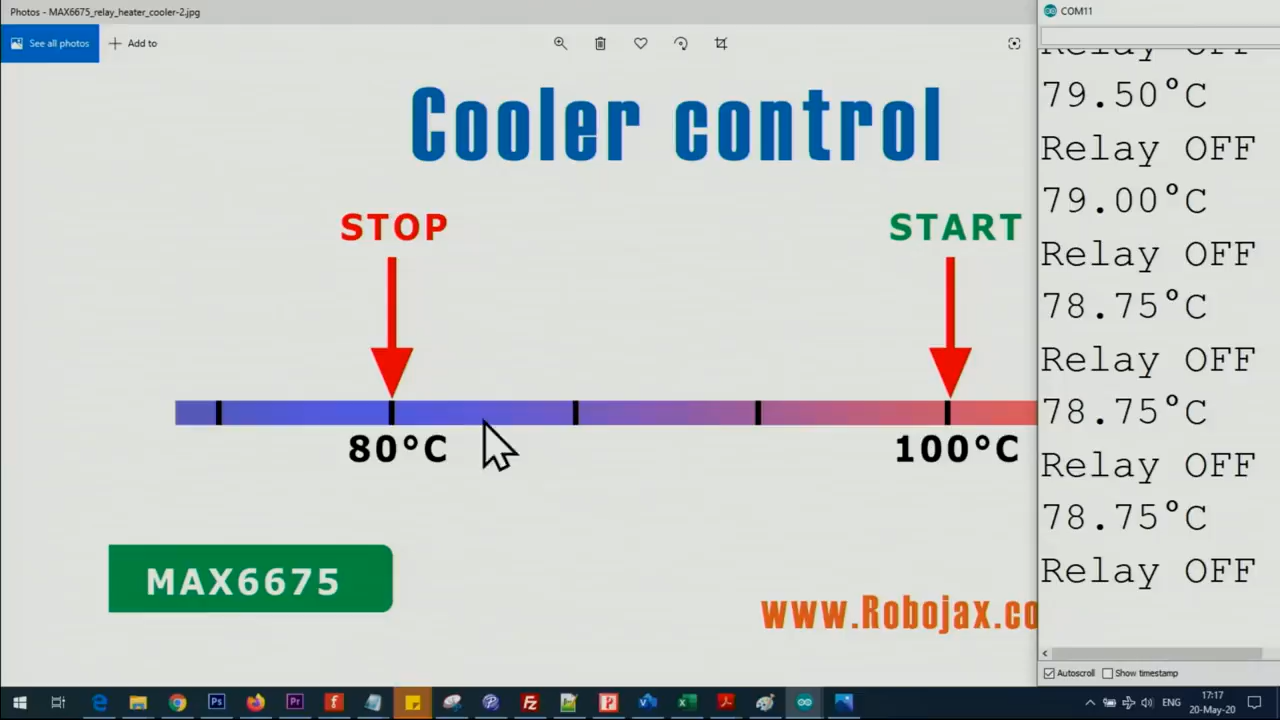 Photos - MAX6675_relay_heater_cooler-2.jpg
See all photos
Add to
Cooler control
STOP
START
80°C
100°C
MAX6675
www.Robojax.co
COM11
Relay OFF
79.50°C
Relay OFF
79.00°C
Relay OFF
78.75°C
Relay OFF
78.75°C
Relay OFF
78.75°C
Relay OFF
Autoscroll
Show timestamp
ENG
17:17
20-May-20